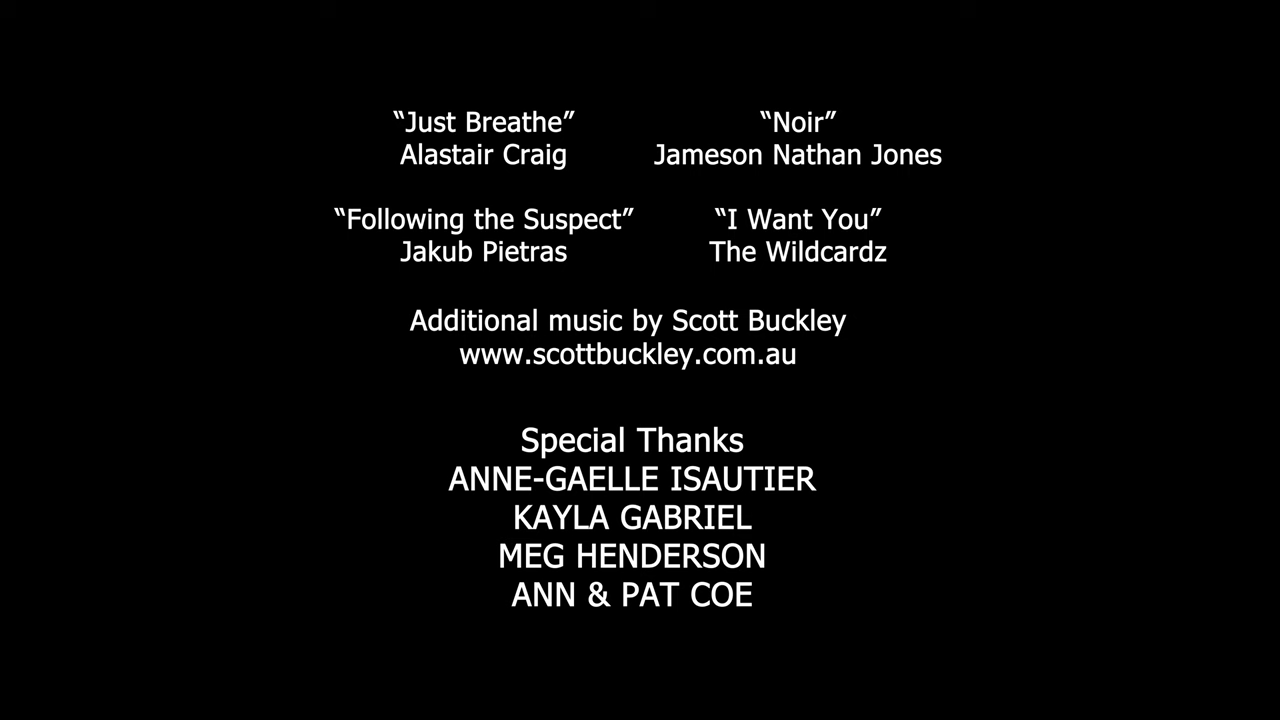 “Just Breathe”
Alastair Craig
“Noir”
Jameson Nathan Jones
“Following the Suspect”
Jakub Pietras
“I Want You”
The Wildcardz
Additional music by Scott Buckley
www.scottbuckley.com.au
Special Thanks
ANNE-GAELLE ISAUTIER
KAYLA GABRIEL
MEG HENDERSON
ANN & PAT COE